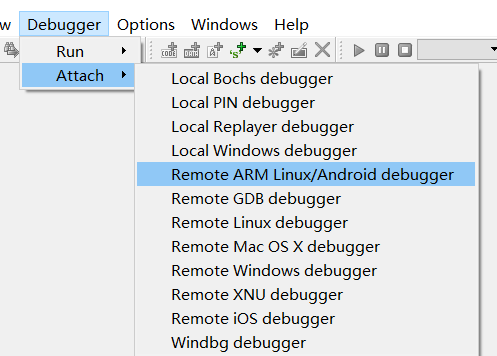 w Debugger Options Windows Help
Run
Attach
Local Bochs debugger
Local PIN debugger
Local Replayer debugger
Local Windows debugger
Remote ARM Linux/Android debugger
Remote GDB debugger
Remote Linux debugger
Remote Mac OS X debugger
Remote Windows debugger
Remote XNU debugger
Remote iOS debugger
Windbg debugger